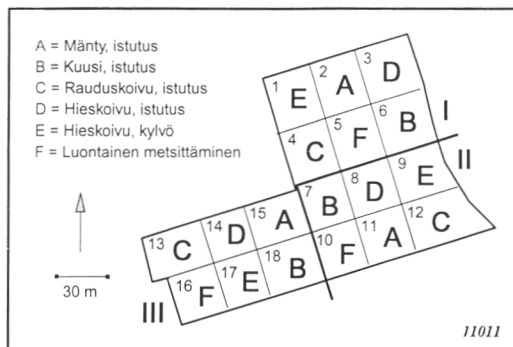 A = Mänty, istutus
B = Kuusi, istutus
C = Rauduskoivu, istutus
D = Hieskoivu, istutus
E = Hieskoivu, kylvö
F = Luontainen metsittäminen
1 E 2 A 3 D
4 C 5 F 6 B I
7 B 8 D 9 E II
10 F 11 A 12 C
13 C 14 D 15 A
16 F 17 E 18 B III
30 m
11011